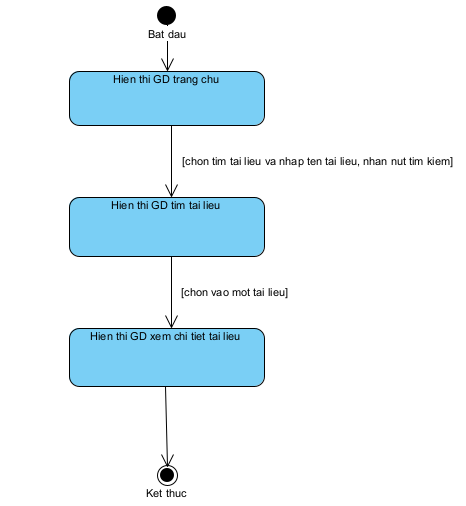 Bat dau
Hien thi GD trang chu
[chon tim tai lieu va nhap ten tai lieu, nhan nut tim kiem]
Hien thi GD tim tai lieu
[chon vao mot tai lieu]
Hien thi GD xem chi tiet tai lieu
Ket thuc